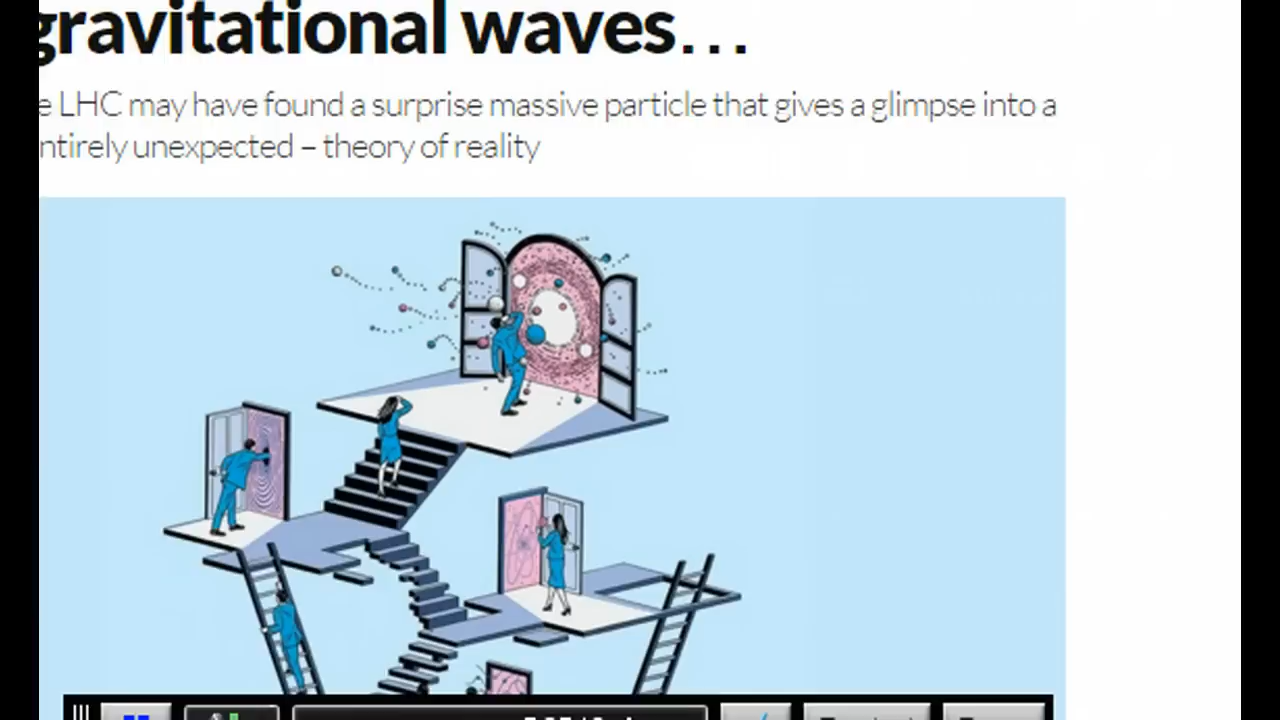 gravitational waves…
e LHC may have found a surprise massive particle that gives a glimpse into a
ntirely unexpected – theory of reality